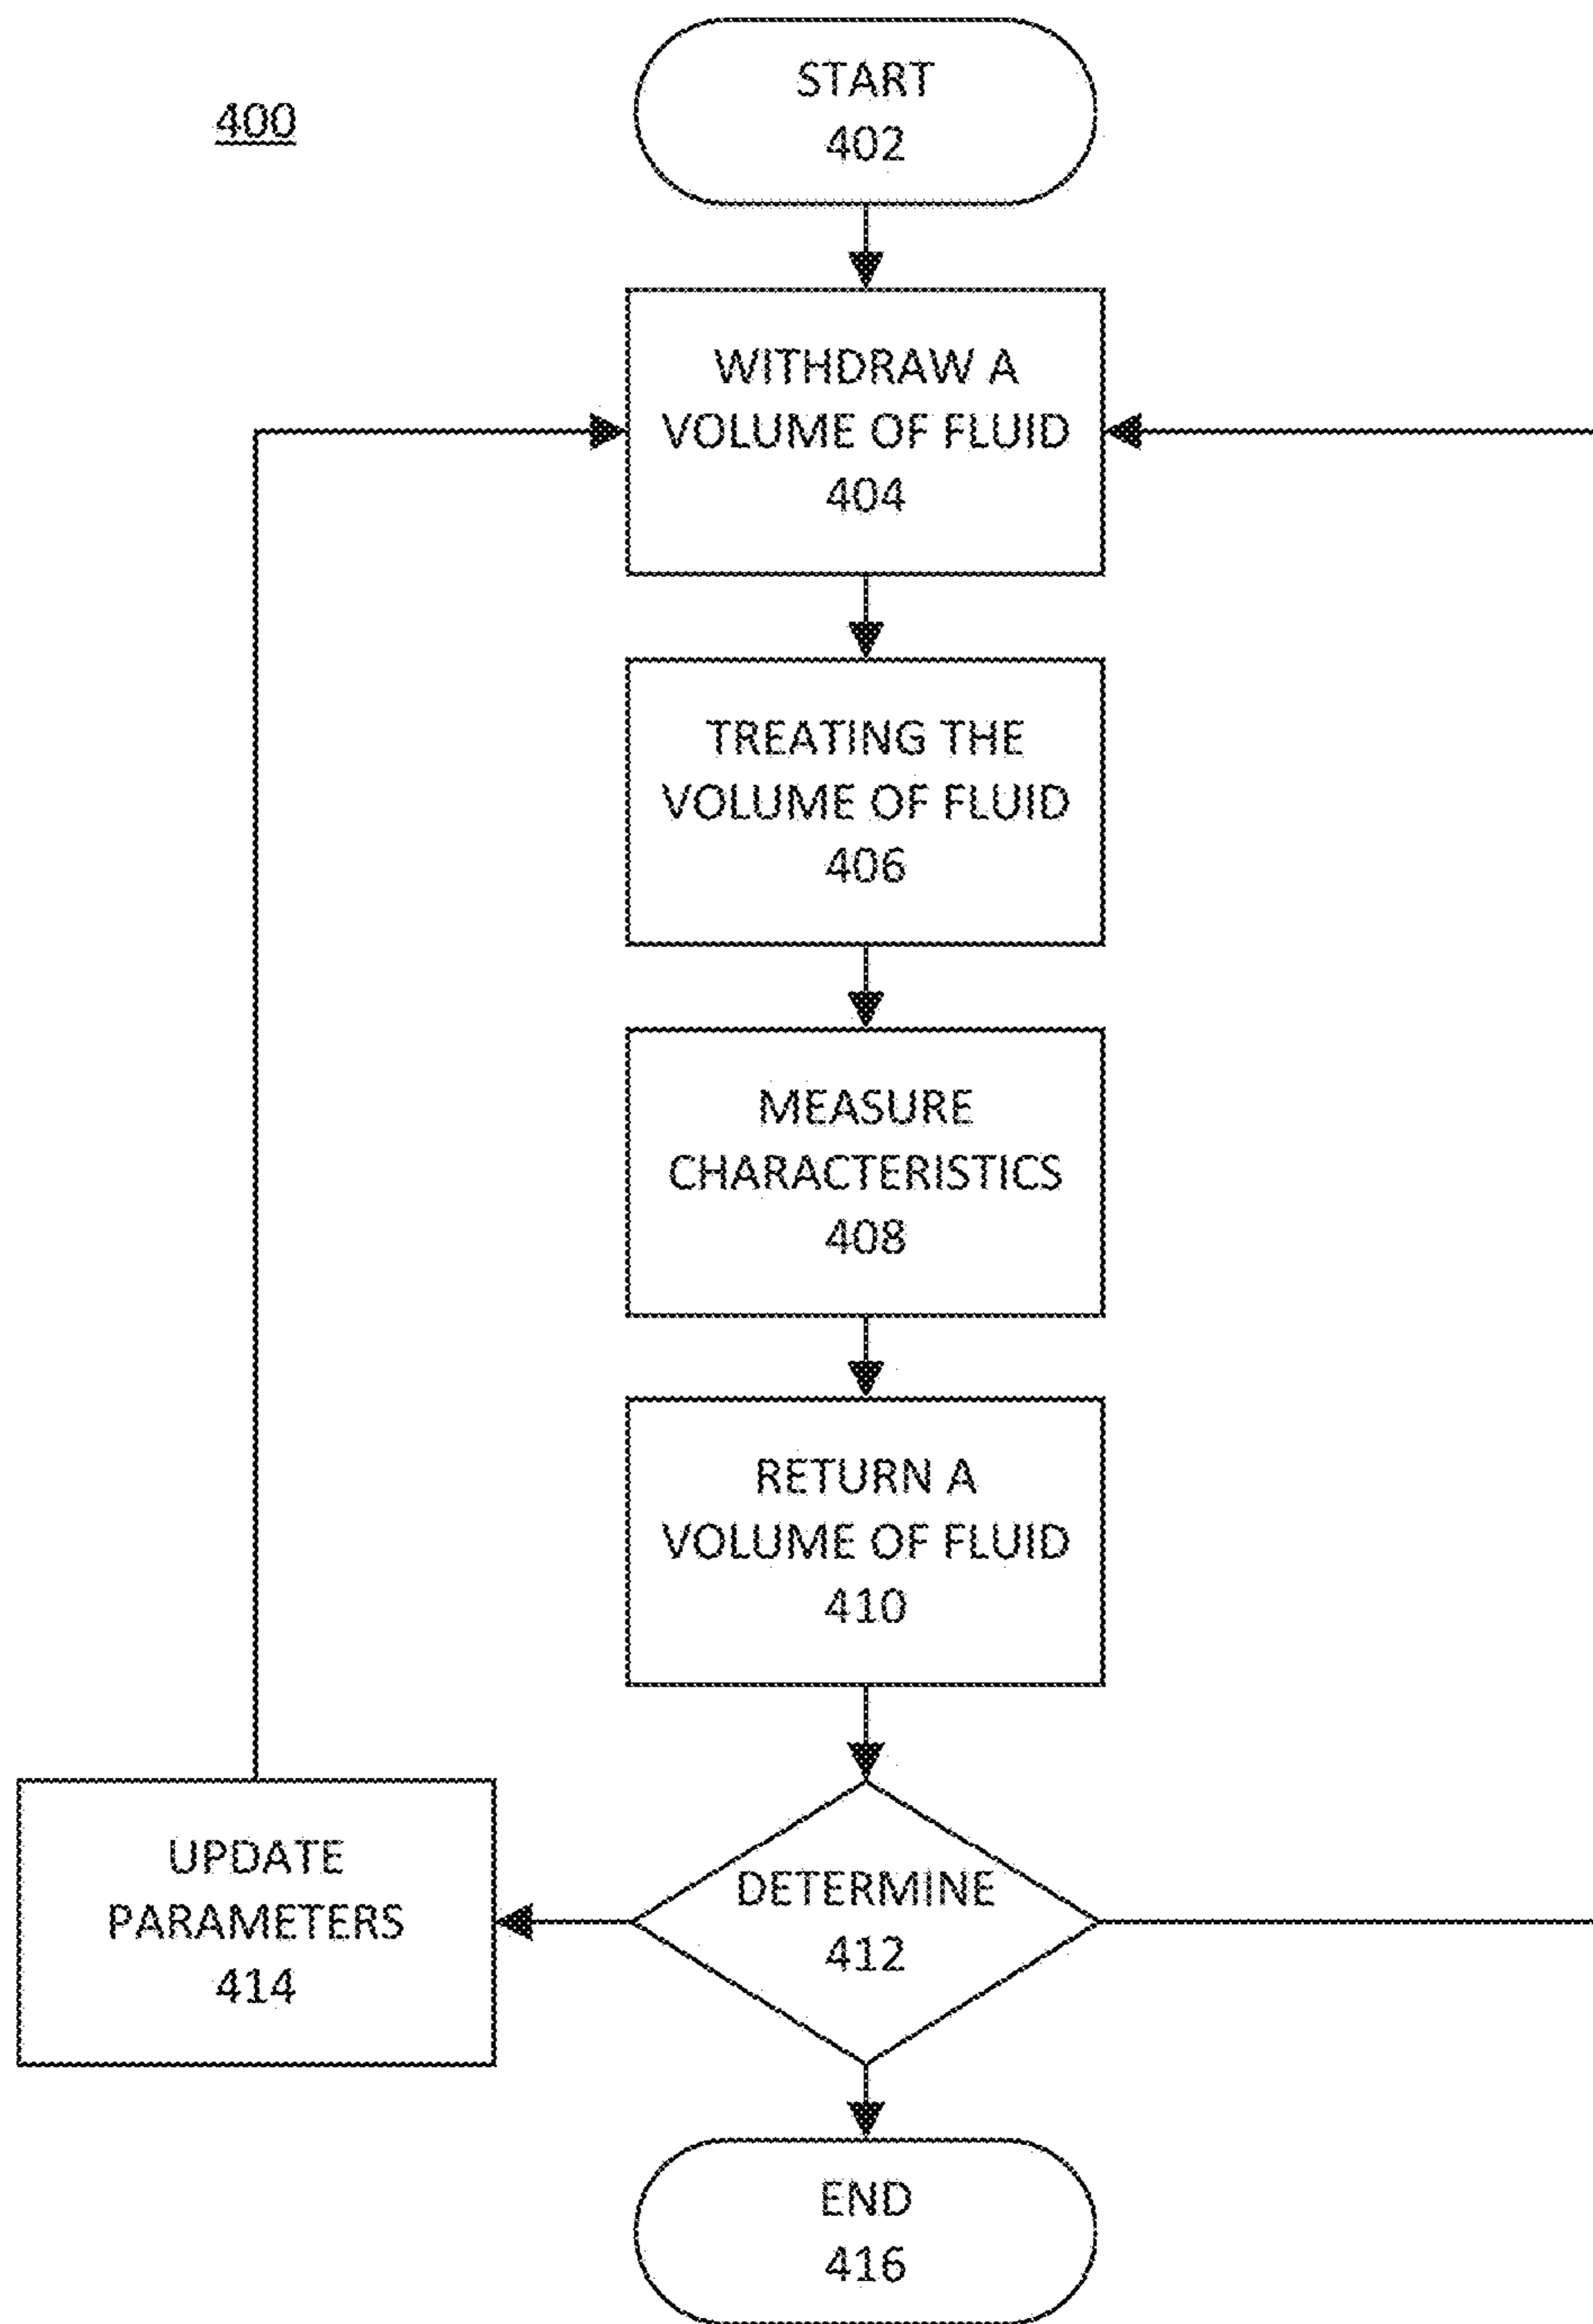 400
START
402
WITHDRAW A
VOLUME OF FLUID
404
TREATING THE
VOLUME OF FLUID
406
MEASURE
CHARACTERISTICS
408
RETURN A
VOLUME OF FLUID
410
UPDATE
PARAMETERS
414
DETERMINE
412
END
416